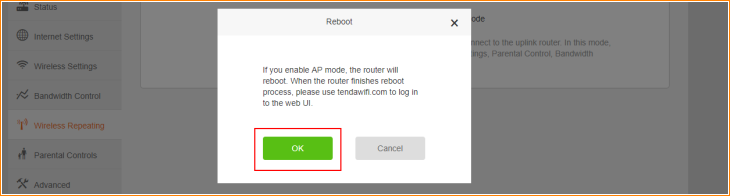 Reboot
Status
Internet Settings
Wireless Settings
Bandwidth Control
Wireless Repeating
Parental Controls
Advanced
ode
nnect to the uplink router. In this mode,
ngs, Parental Control, Bandwidth
If you enable AP mode, the router will
reboot. When the router finishes reboot
process, please use tendawifi.com to log in
to the web UI.
OK
Cancel